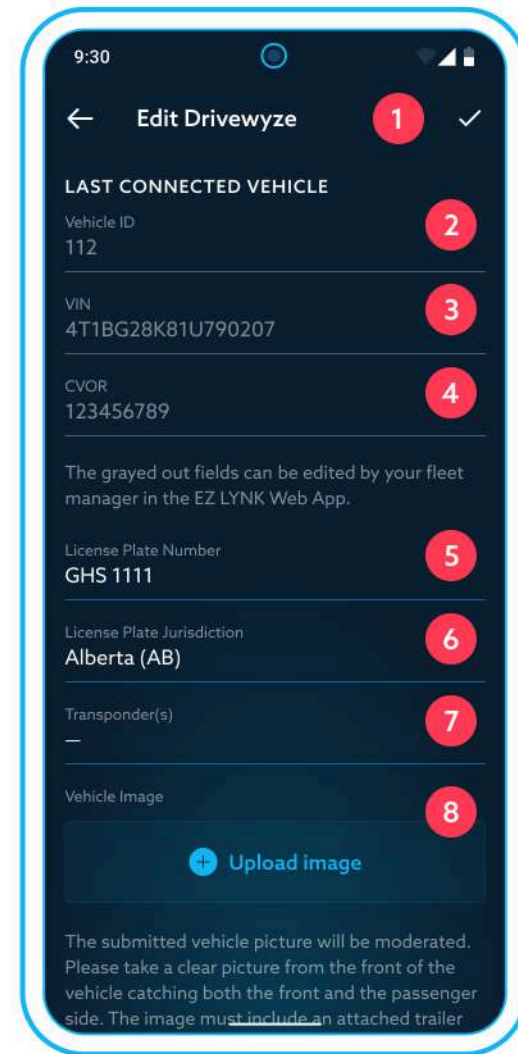 9:30
Edit Drivewyze
1
LAST CONNECTED VEHICLE
Vehicle ID
112
2
VIN
4T1BG28K81U790207
3
CVOR
123456789
4
The grayed out fields can be edited by your fleet
manager in the EZ LYNK Web App.
License Plate Number
GHS 1111
5
License Plate Jurisdiction
Alberta (AB)
6
Transponder(s)
—
7
Vehicle Image
8
+ Upload image
The submitted vehicle picture will be moderated.
Please take a clear picture from the front of the
vehicle catching both the front and the passenger
side. The image must include an attached trailer